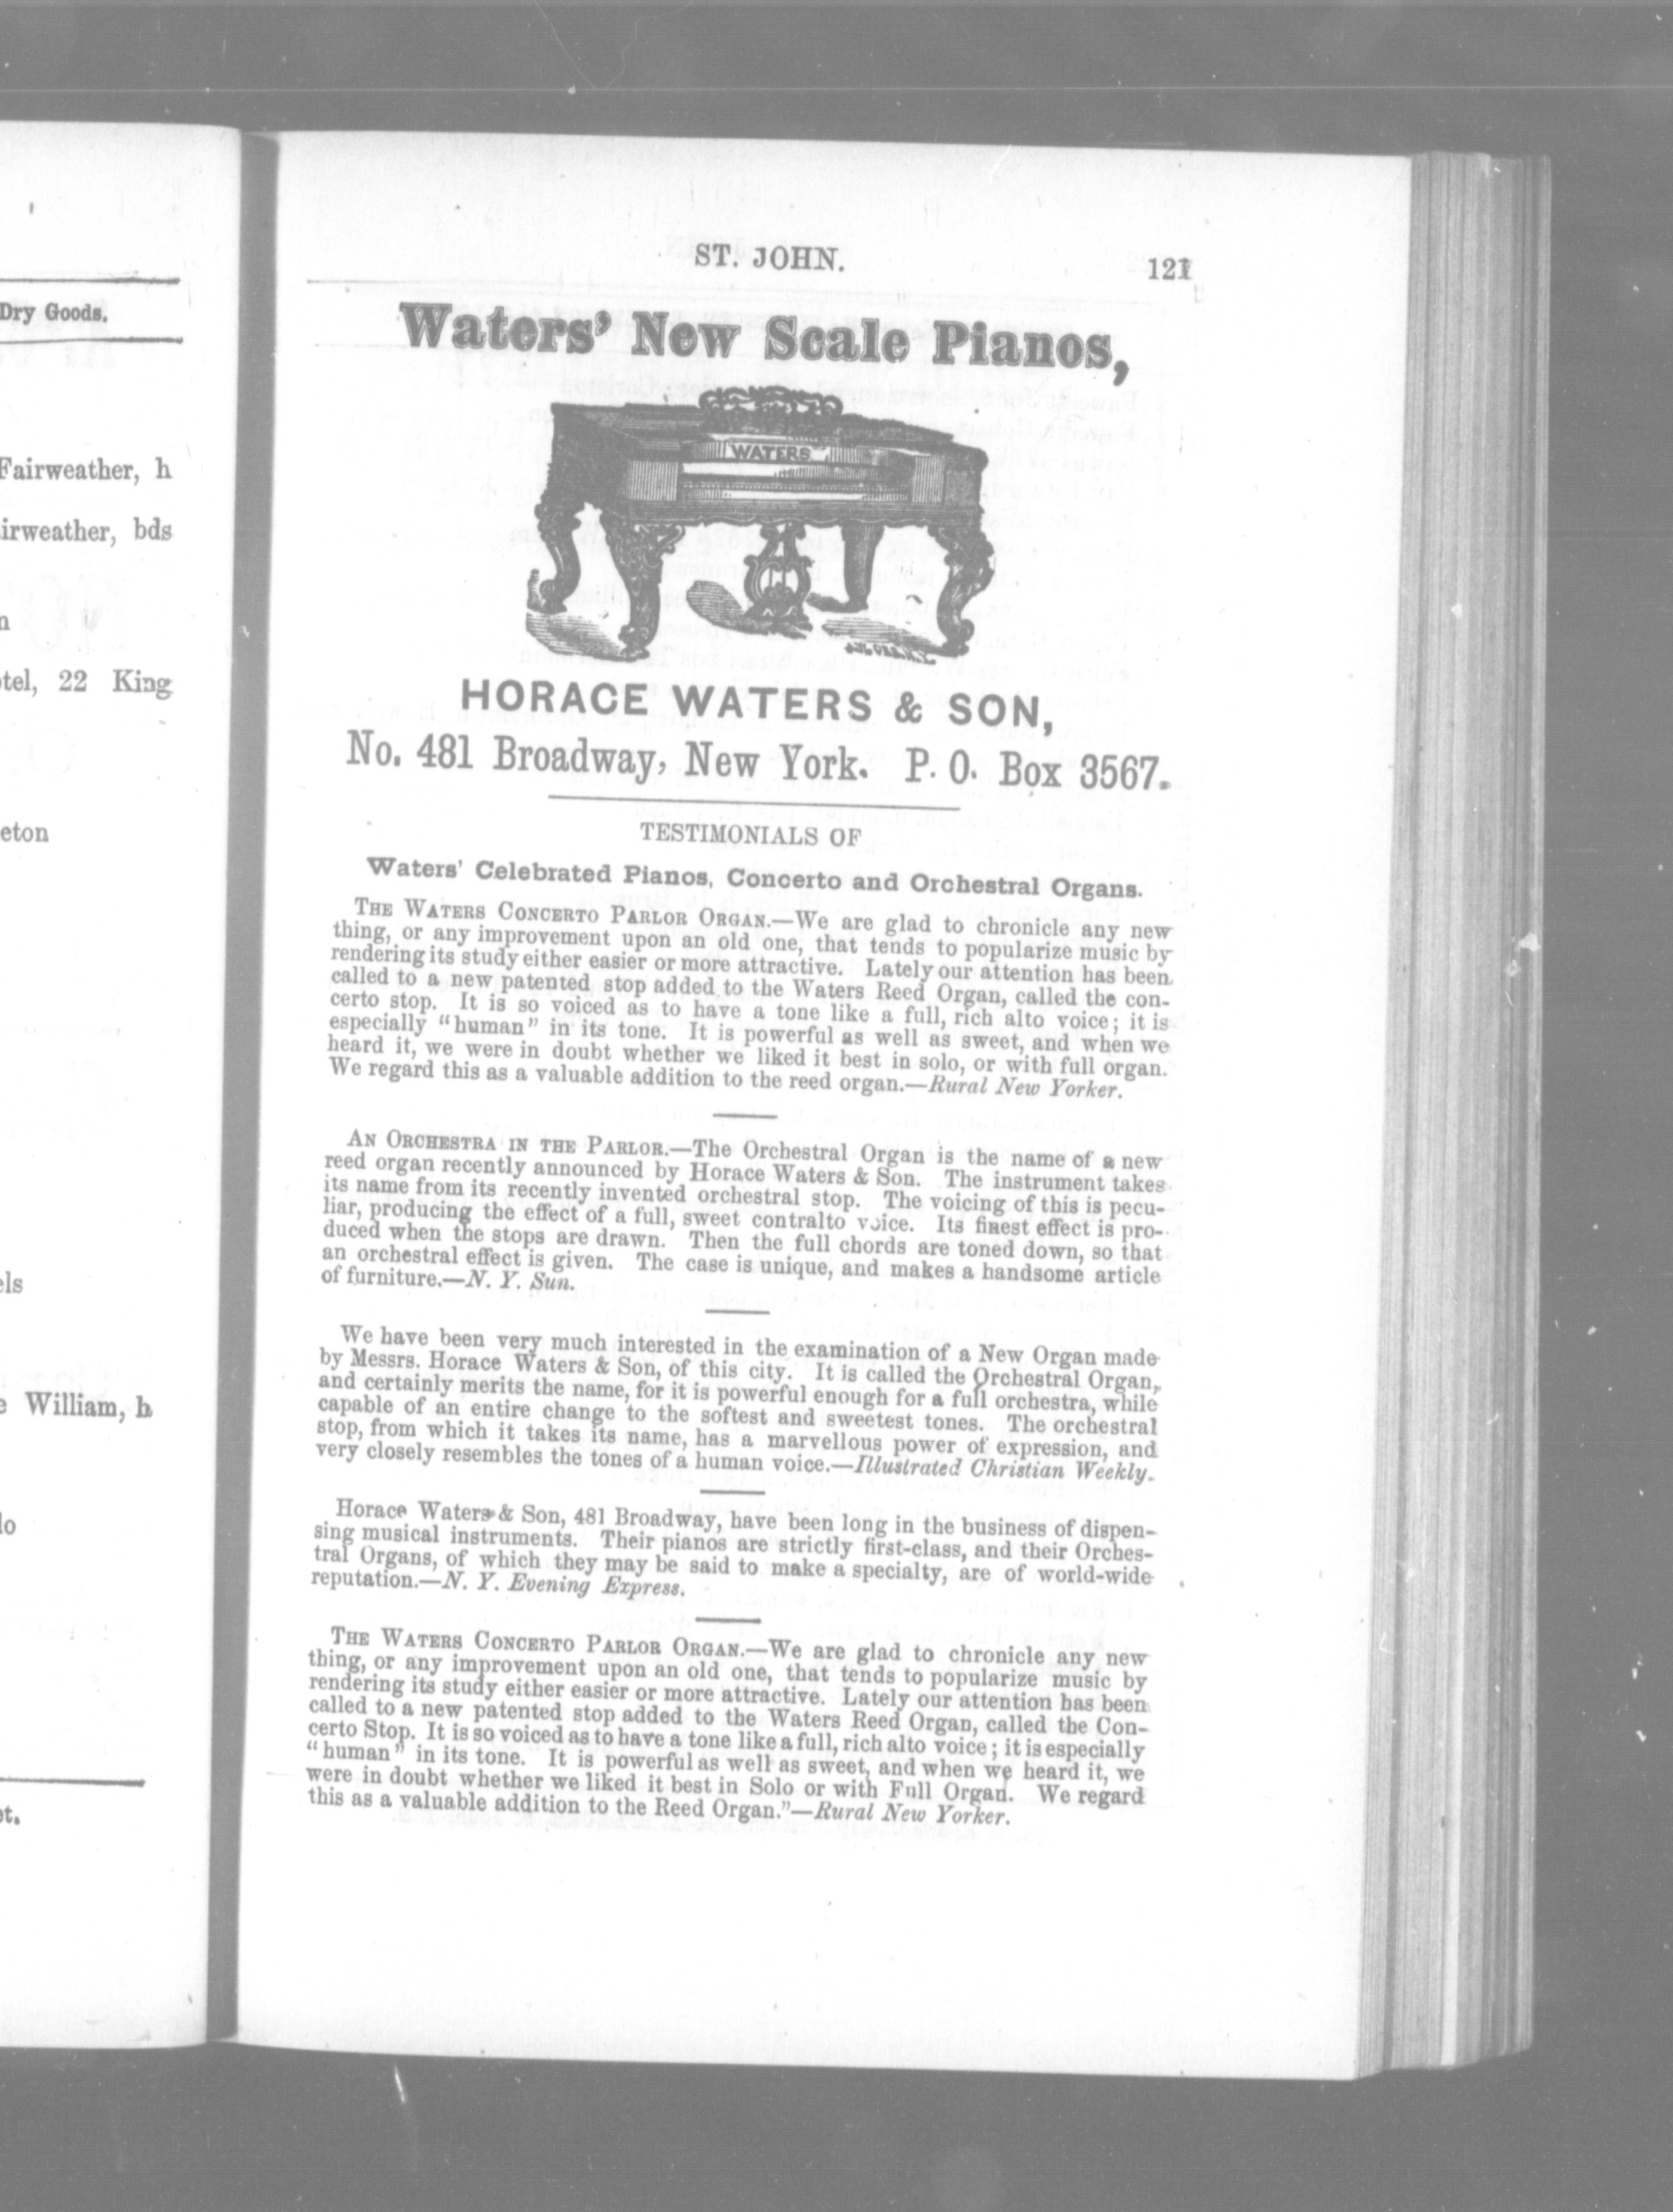 Dry Goods.
Fairweather, h
irweather, bds
n
otel, 22 King
eton
els
e William, h
lo
et.
ST. JOHN.
121
Waters' New Scale Pianos,
WATERS
HORACE WATERS & SON,
No. 481 Broadway, New York. P. O. Box 3567.
TESTIMONIALS OF
Waters' Celebrated Pianos, Concerto and Orchestral Organs.
THE WATERS CONCERTO PARLOR ORGAN.—We are glad to chronicle any new
thing, or any improvement upon an old one, that tends to popularize music by
rendering its study either easier or more attractive. Lately our attention has been
called to a new patented stop added to the Waters Reed Organ, called the con-
certo stop. It is so voiced as to have a tone like a full, rich alto voice; it is
especially "human" in its tone. It is powerful as well as sweet, and when we
heard it, we were in doubt whether we liked it best in solo, or with full organ.
We regard this as a valuable addition to the reed organ.—Rural New Yorker.
AN ORCHESTRA IN THE PARLOR.—The Orchestral Organ is the name of a new
reed organ recently announced by Horace Waters & Son. The instrument takes
its name from its recently invented orchestral stop. The voicing of this is pecu-
liar, producing the effect of a full, sweet contralto voice. Its finest effect is pro-
duced when the stops are drawn. Then the full chords are toned down, so that
an orchestral effect is given. The case is unique, and makes a handsome article
of furniture.—N. Y. Sun.
We have been very much interested in the examination of a New Organ made
by Messrs. Horace Waters & Son, of this city. It is called the Orchestral Organ,
and certainly merits the name, for it is powerful enough for a full orchestra, while
capable of an entire change to the softest and sweetest tones. The orchestral
stop, from which it takes its name, has a marvellous power of expression, and
very closely resembles the tones of a human voice.—Illustrated Christian Weekly.
Horace Waters & Son, 481 Broadway, have been long in the business of dispen-
sing musical instruments. Their pianos are strictly first-class, and their Orches-
tral Organs, of which they may be said to make a specialty, are of world-wide
reputation.—N. Y. Evening Express.
THE WATERS CONCERTO PARLOR ORGAN.—We are glad to chronicle any new
thing, or any improvement upon an old one, that tends to popularize music by
rendering its study either easier or more attractive. Lately our attention has been
called to a new patented stop added to the Waters Reed Organ, called the Con-
certo Stop. It is so voiced as to have a tone like a full, rich alto voice; it is especially
"human" in its tone. It is powerful as well as sweet, and when we heard it, we
were in doubt whether we liked it best in Solo or with Full Organ. We regard
this as a valuable addition to the Reed Organ."—Rural New Yorker.